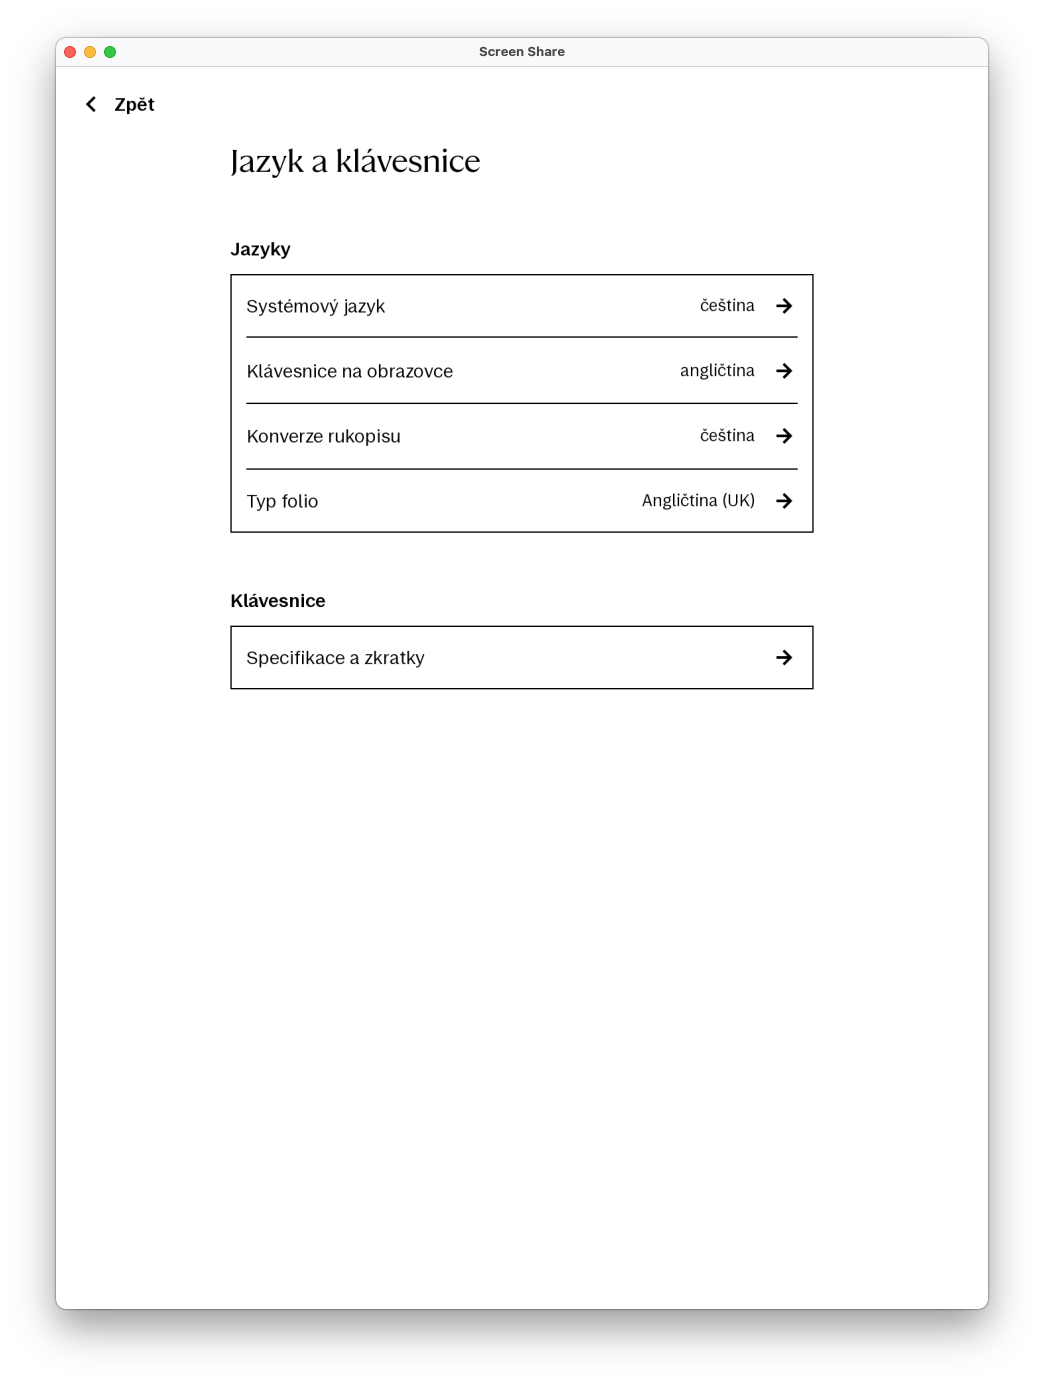 Screen Share
Zpět
Jazyk a klávesnice
Jazyky
Systémový jazyk čeština
Klávesnice na obrazovce angličtina
Konverze rukopisu čeština
Typ folio Angličtina (UK)
Klávesnice
Specifikace a zkratky